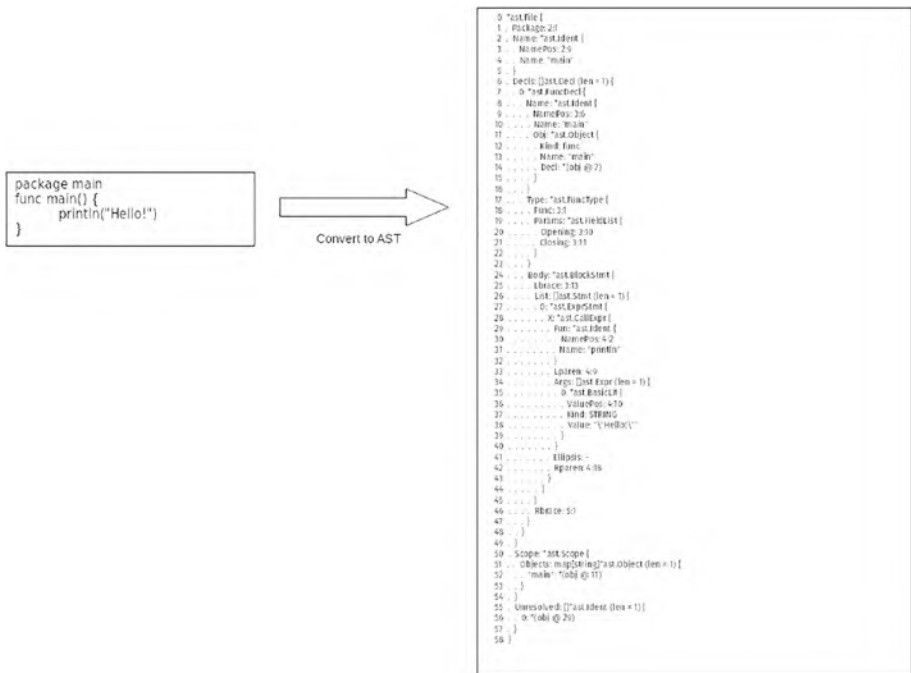 package main
func main() {
println("Hello!")
}
Convert to AST
0 *ast.File {
1 . Package: 2:1
2 . Name: *ast.Ident {
3 . . NamePos: 2:9
4 . . Name: "main"
5 . }
6 . Decls: []ast.Decl (len = 1) {
7 . . 0: *ast.FuncDecl {
8 . . . Name: *ast.Ident {
9 . . . . NamePos: 3:6
10 . . . . Name: "main"
11 . . . . Obj: *ast.Object {
12 . . . . . Kind: func
13 . . . . . Name: "main"
14 . . . . . Decl: *(obj @ 7)
15 . . . . }
16 . . . }
17 . . . Type: *ast.FuncType {
18 . . . . Func: 3:1
19 . . . . Params: *ast.FieldList {
20 . . . . . Opening: 3:10
21 . . . . . Closing: 3:11
22 . . . . }
23 . . . }
24 . . . Body: *ast.BlockStmt {
25 . . . . Lbrace: 3:13
26 . . . . List: []ast.Stmt (len = 1) {
27 . . . . . 0: *ast.ExprStmt {
28 . . . . . . X: *ast.CallExpr {
29 . . . . . . . Fun: *ast.Ident {
30 . . . . . . . . NamePos: 4:2
31 . . . . . . . . Name: "println"
32 . . . . . . . }
33 . . . . . . . Lparen: 4:9
34 . . . . . . . Args: []ast.Expr (len = 1) {
35 . . . . . . . . 0: *ast.BasicLit {
36 . . . . . . . . . ValuePos: 4:10
37 . . . . . . . . . Kind: STRING
38 . . . . . . . . . Value: "\"Hello!\""
39 . . . . . . . . }
40 . . . . . . . }
41 . . . . . . . Ellipsis: -
42 . . . . . . . Rparen: 4:18
43 . . . . . . }
44 . . . . . }
45 . . . . }
46 . . . . Rbrace: 5:1
47 . . . }
48 . . }
49 . }
50 . Scope: *ast.Scope {
51 . . Objects: map[string]*ast.Object (len = 1) {
52 . . . "main": *(obj @ 11)
53 . . }
54 . }
55 . Unresolved: []*ast.Ident (len = 1) {
56 . . 0: *(obj @ 29)
57 . }
58 }